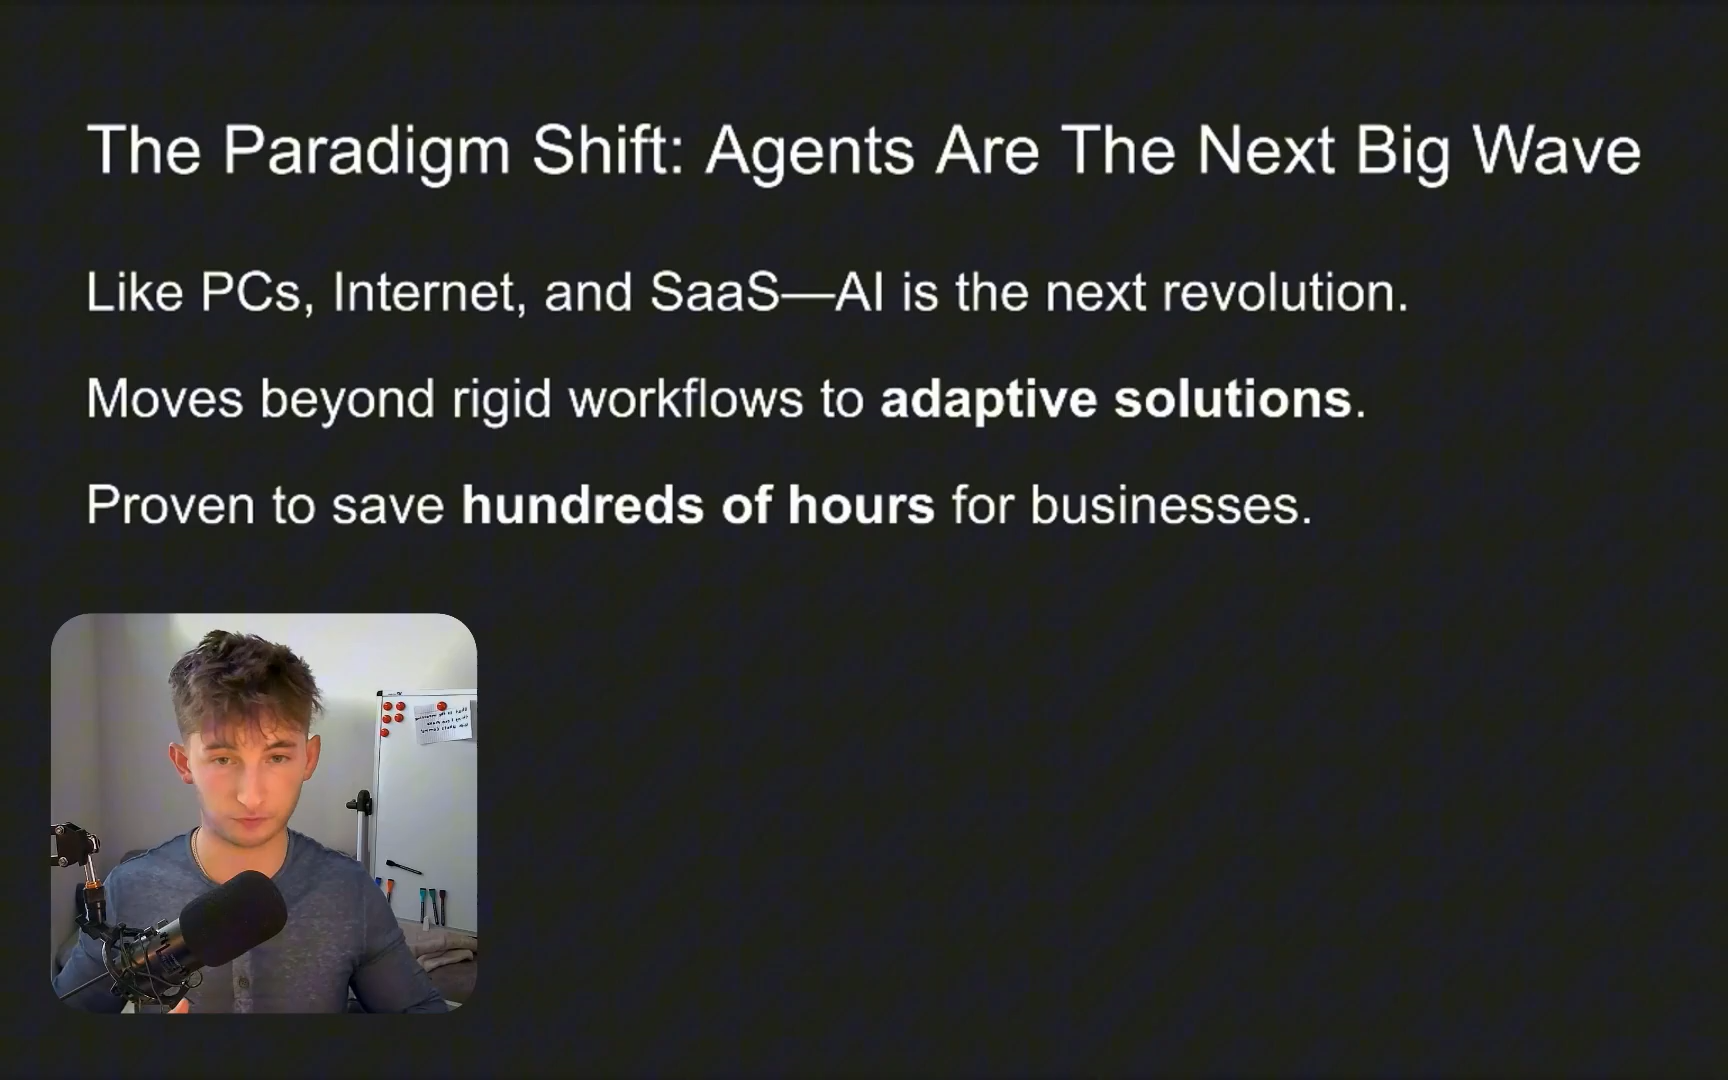 The Paradigm Shift: Agents Are The Next Big Wave
Like PCs, Internet, and SaaS—AI is the next revolution.
Moves beyond rigid workflows to adaptive solutions.
Proven to save hundreds of hours for businesses.